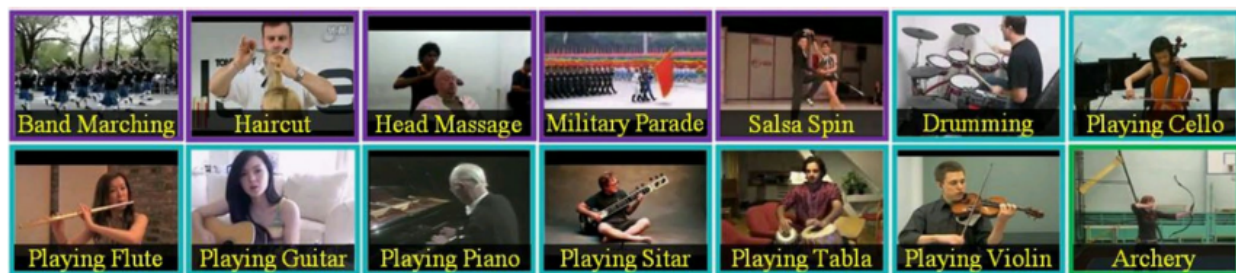 Band Marching
Haircut
Head Massage
Military Parade
Salsa Spin
Drumming
Playing Cello
Playing Flute
Playing Guitar
Playing Piano
Playing Sitar
Playing Tabla
Playing Violin
Archery